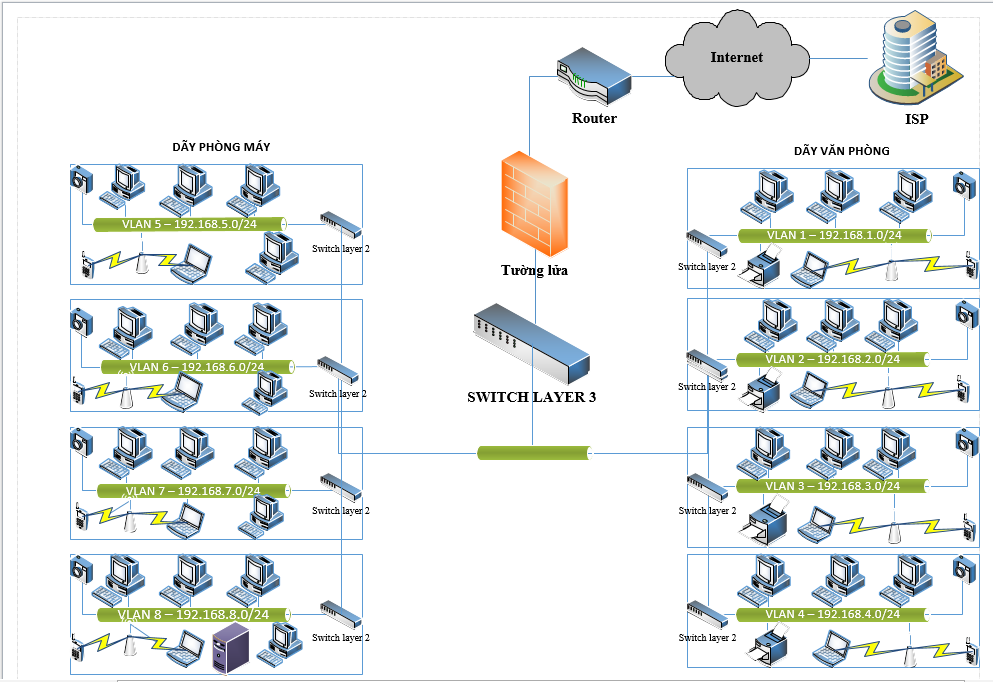 Internet
Router
ISP
DÃY PHÒNG MÁY
DÃY VĂN PHÒNG
VLAN 5 – 192.168.5.0/24
Switch layer 2
VLAN 1 – 192.168.1.0/24
Switch layer 2
Tường lửa
VLAN 6 – 192.168.6.0/24
Switch layer 2
VLAN 2 – 192.168.2.0/24
Switch layer 2
SWITCH LAYER 3
VLAN 7 – 192.168.7.0/24
Switch layer 2
VLAN 3 – 192.168.3.0/24
Switch layer 2
VLAN 8 – 192.168.8.0/24
Switch layer 2
VLAN 4 – 192.168.4.0/24
Switch layer 2